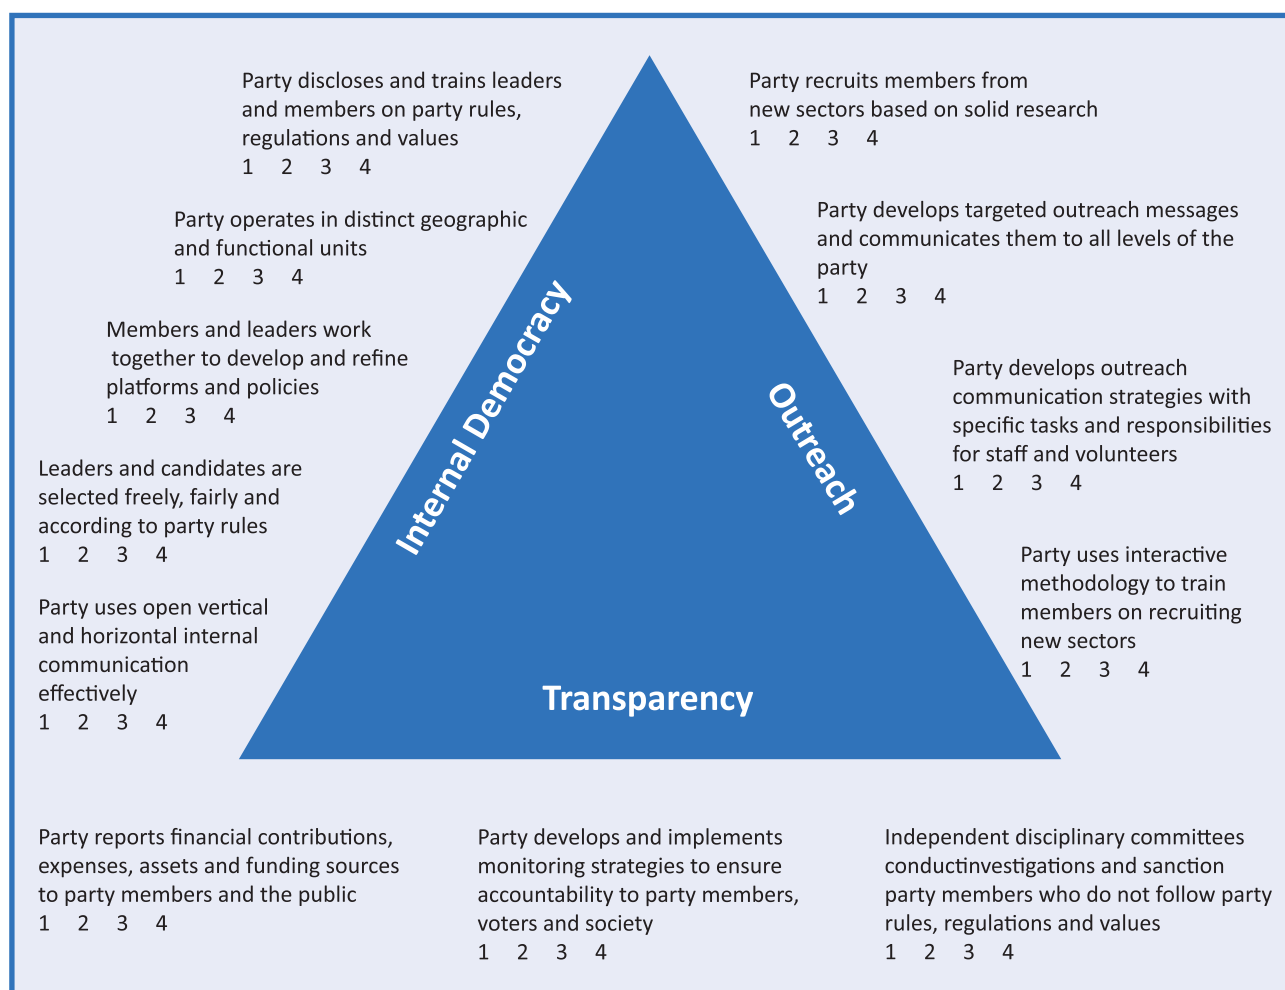 Party discloses and trains leaders
and members on party rules,
regulations and values
1 2 3 4
Party operates in distinct geographic
and functional units
1 2 3 4
Members and leaders work
together to develop and refine
platforms and policies
1 2 3 4
Leaders and candidates are
selected freely, fairly and
according to party rules
1 2 3 4
Party uses open vertical
and horizontal internal
communication
effectively
1 2 3 4
Internal Democracy
Party recruits members from
new sectors based on solid research
1 2 3 4
Party develops targeted outreach messages
and communicates them to all levels of the
party
1 2 3 4
Party develops outreach
communication strategies with
specific tasks and responsibilities
for staff and volunteers
1 2 3 4
Party uses interactive
methodology to train
members on recruiting
new sectors
1 2 3 4
Outreach
Transparency
Party reports financial contributions,
expenses, assets and funding sources
to party members and the public
1 2 3 4
Party develops and implements
monitoring strategies to ensure
accountability to party members,
voters and society
1 2 3 4
Independent disciplinary committees
conductinvestigations and sanction
party members who do not follow party
rules, regulations and values
1 2 3 4